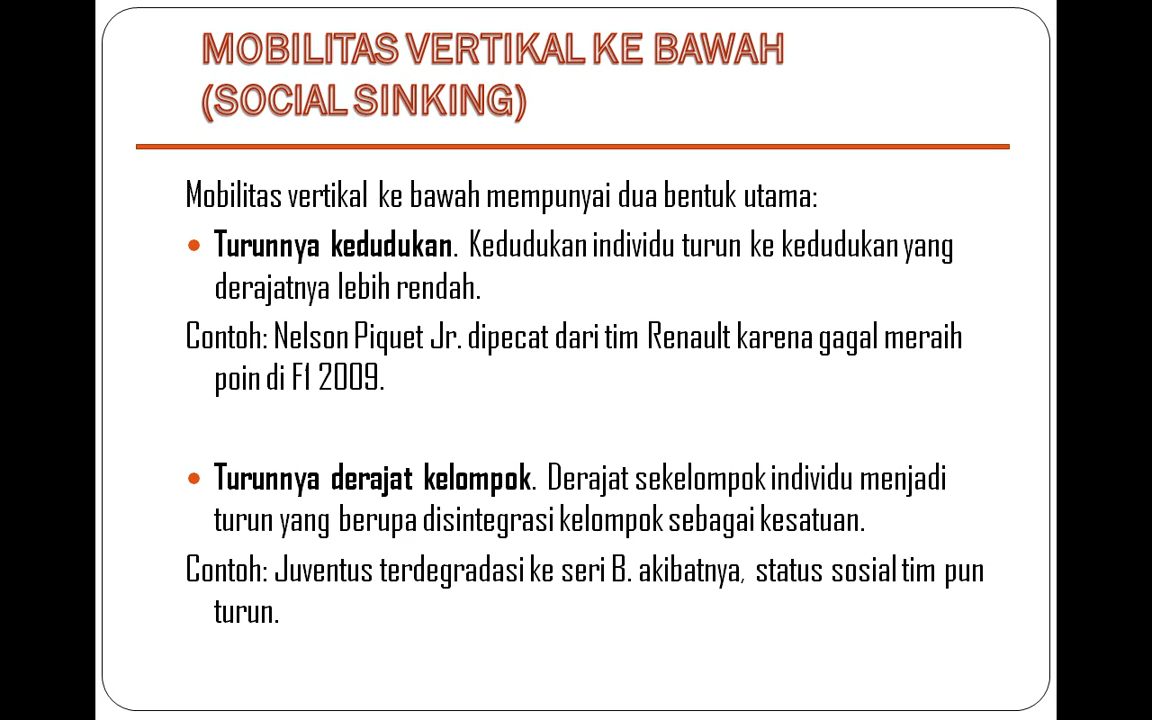 MOBILITAS VERTIKAL KE BAWAH
(SOCIAL SINKING)
Mobilitas vertikal ke bawah mempunyai dua bentuk utama:
• Turunnya kedudukan. Kedudukan individu turun ke kedudukan yang
derajatnya lebih rendah.
Contoh: Nelson Piquet Jr. dipecat dari tim Renault karena gagal meraih
poin di F1 2009.
• Turunnya derajat kelompok. Derajat sekelompok individu menjadi
turun yang berupa disintegrasi kelompok sebagai kesatuan.
Contoh: Juventus terdegradasi ke seri B. akibatnya, status sosial tim pun
turun.